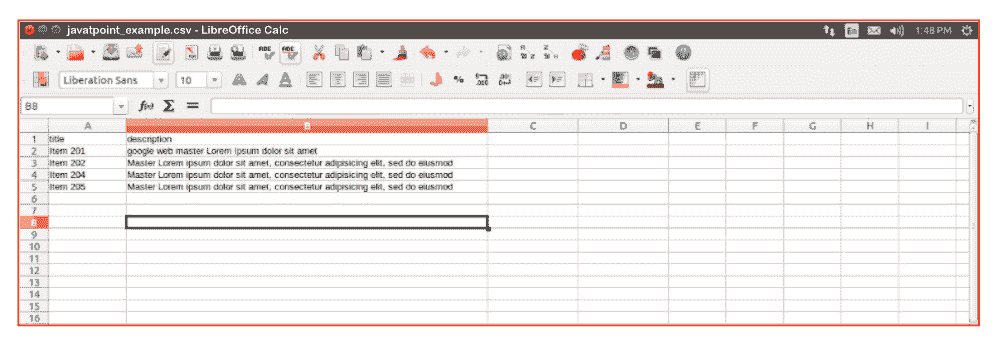 javatpoint_example.csv - LibreOffice Calc
En 1:48 PM
Liberation Sans 10
B8
A B C D E F G H I
1 title description
2 Item 201 google web master Lorem ipsum dolor sit amet
3 Item 202 Master Lorem ipsum dolor sit amet, consectetur adipisicing elit, sed do eiusmod
4 Item 204 Master Lorem ipsum dolor sit amet, consectetur adipisicing elit, sed do eiusmod
5 Item 205 Master Lorem ipsum dolor sit amet, consectetur adipisicing elit, sed do eiusmod
6
7
8
9
10
11
12
13
14
15
16